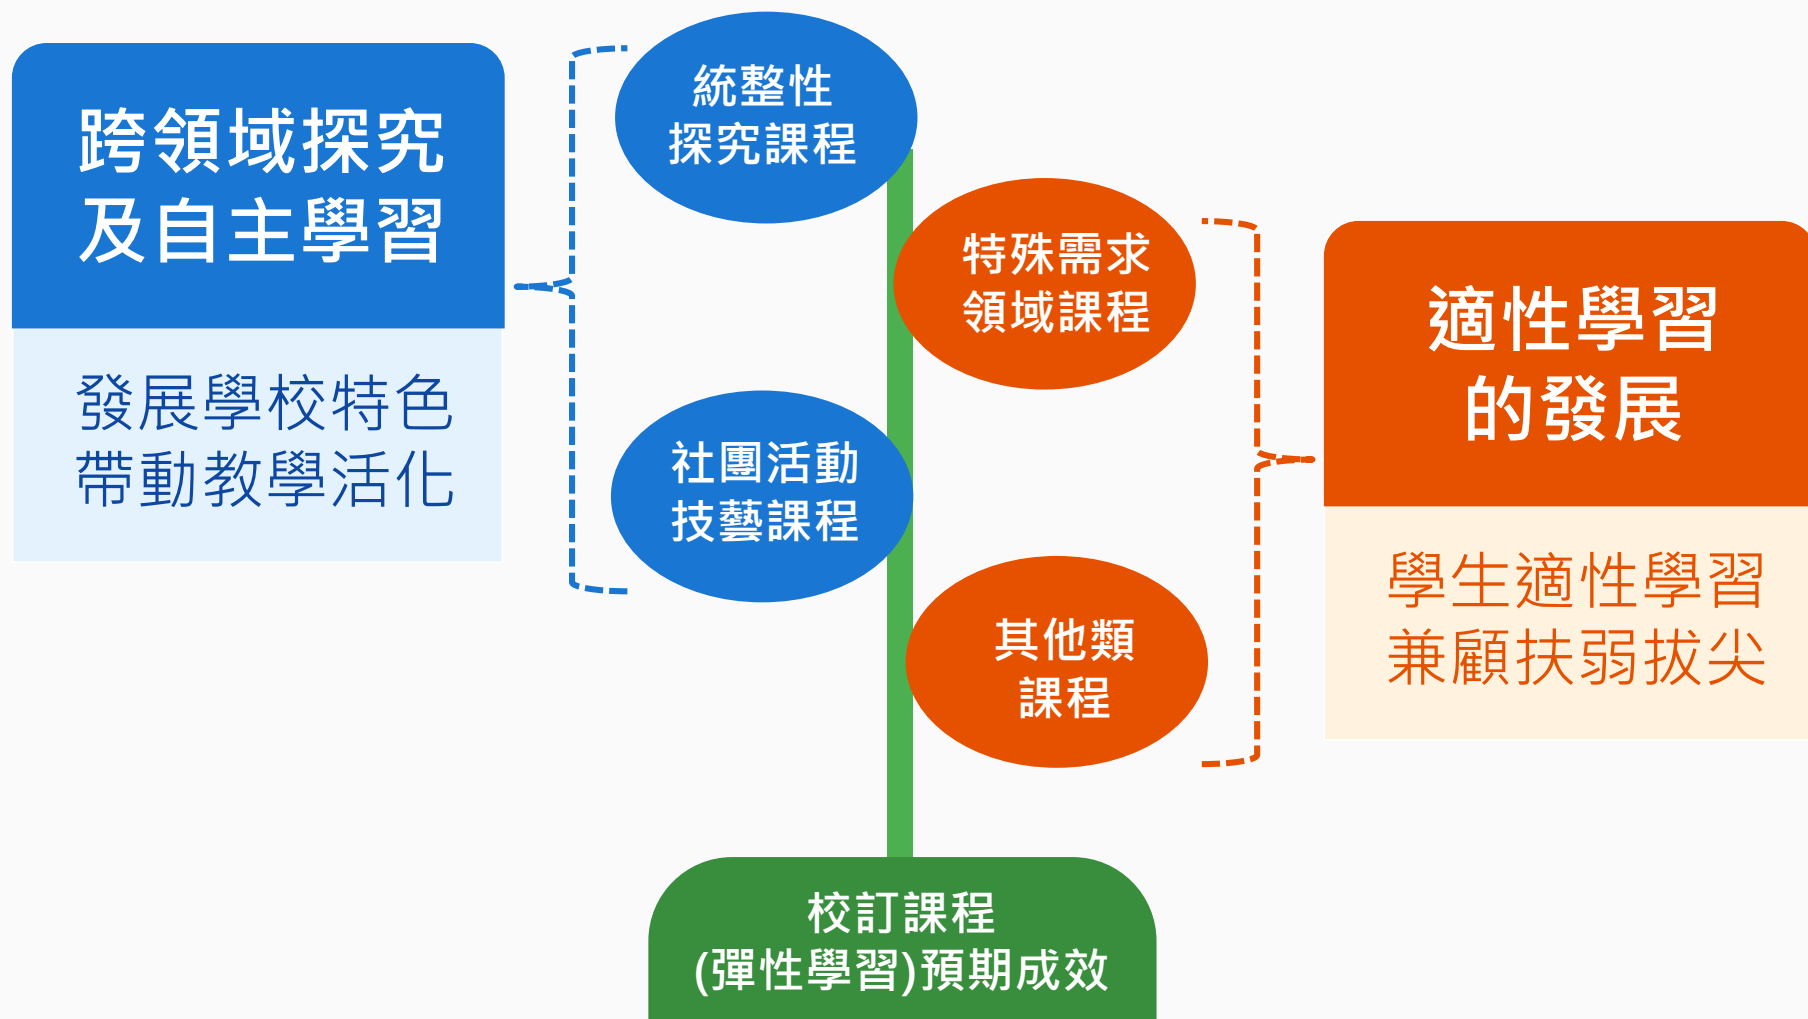 跨領域探究
及自主學習
發展學校特色
帶動教學活化
統整性
探究課程
社團活動
技藝課程
特殊需求
領域課程
其他類
課程
適性學習
的發展
學生適性學習
兼顧扶弱拔尖
校訂課程
(彈性學習)預期成效